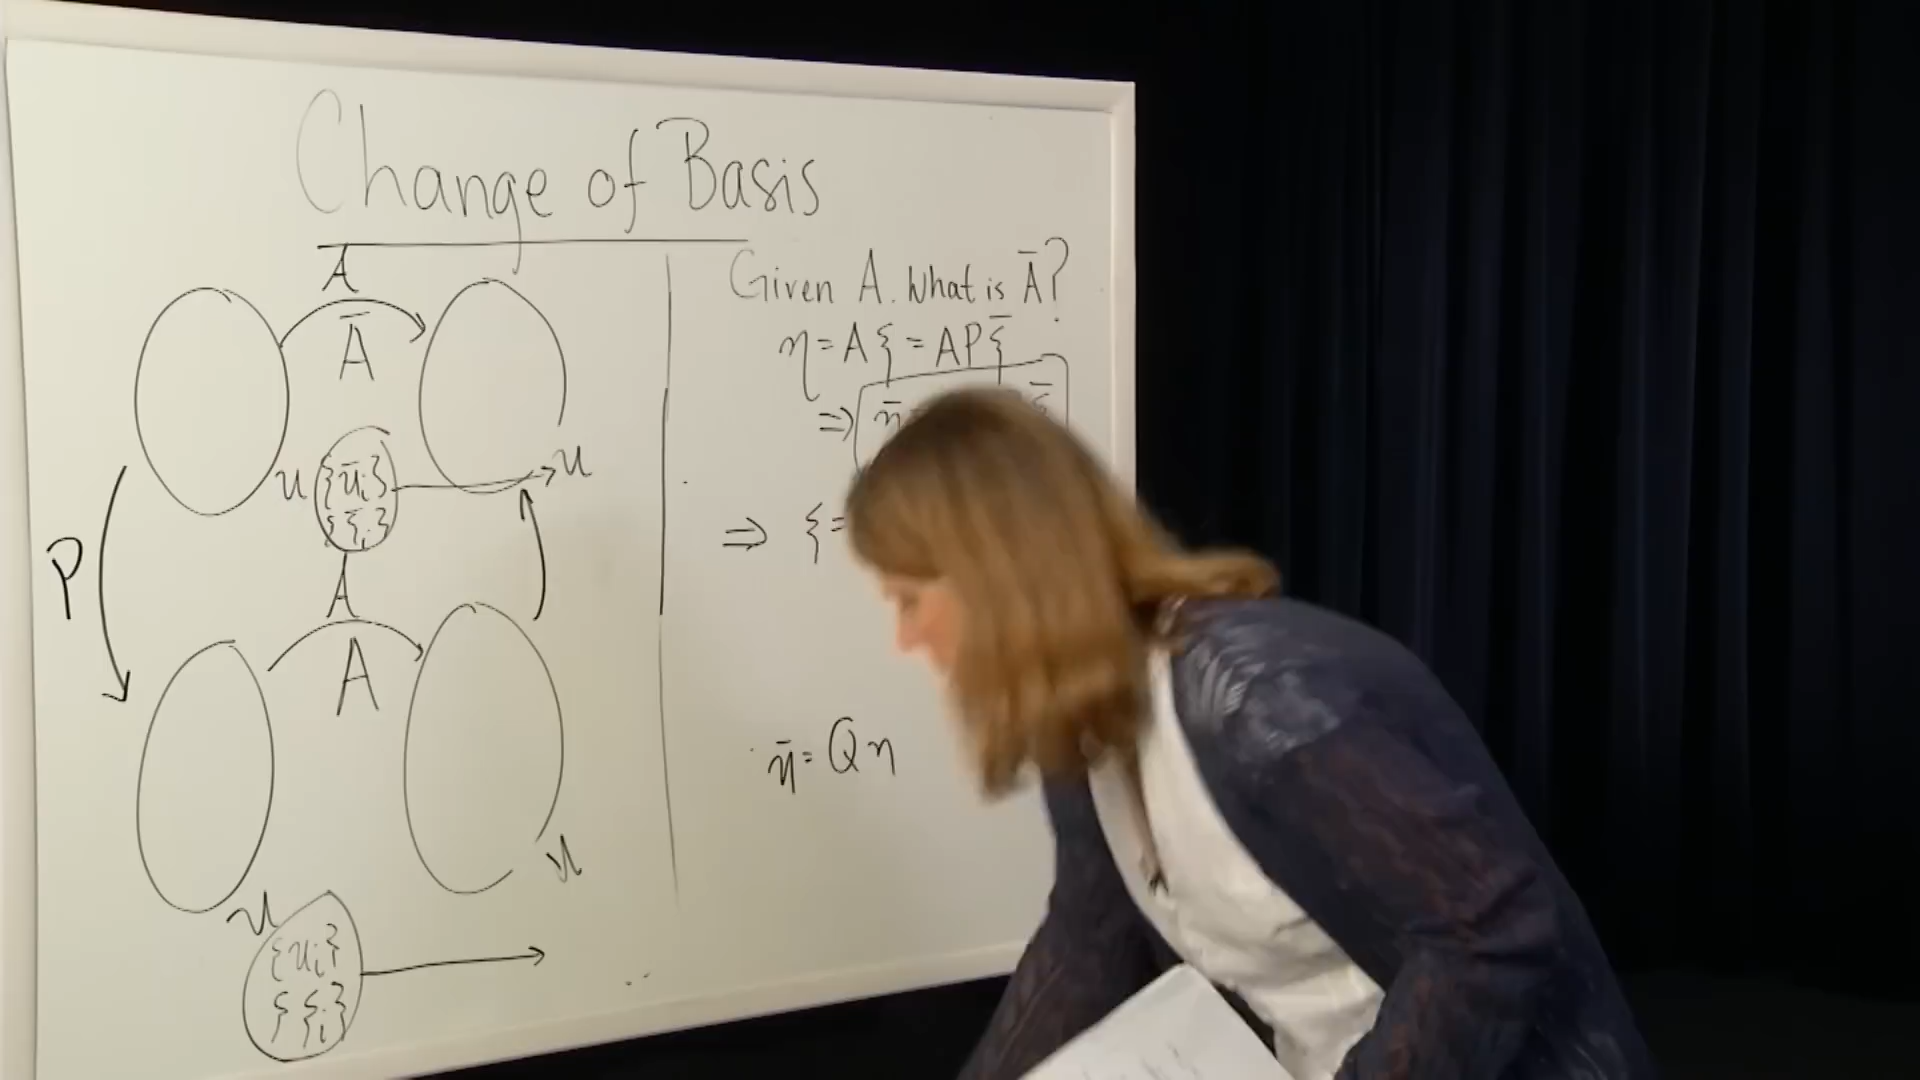 Change of Basis
A
Ā
U
{ūᵢ}
{ξ̄ᵢ}
U
P
A
A
U
U
{uᵢ}
{ξᵢ}
Given A. What is Ā?
η = Aξ = APξ̄
⇒ η̄ = ξ̄
⇒ ξ =
η̄ = Qη